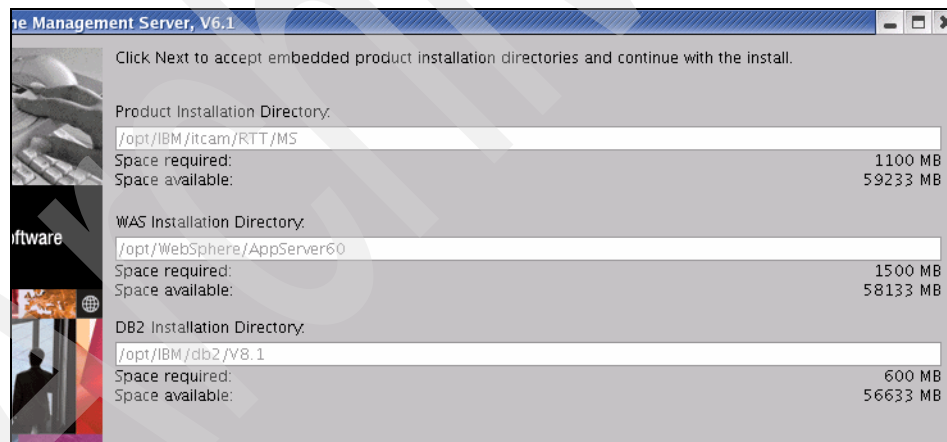 Management Server, V6.1
Click Next to accept embedded product installation directories and continue with the install.
Product Installation Directory:
/opt/IBM/itcam/RTT/MS
Space required: 1100 MB
Space available: 59233 MB
WAS Installation Directory:
/opt/WebSphere/AppServer60
Space required: 1500 MB
Space available: 58133 MB
DB2 Installation Directory:
/opt/IBM/db2/V8.1
Space required: 600 MB
Space available: 56633 MB